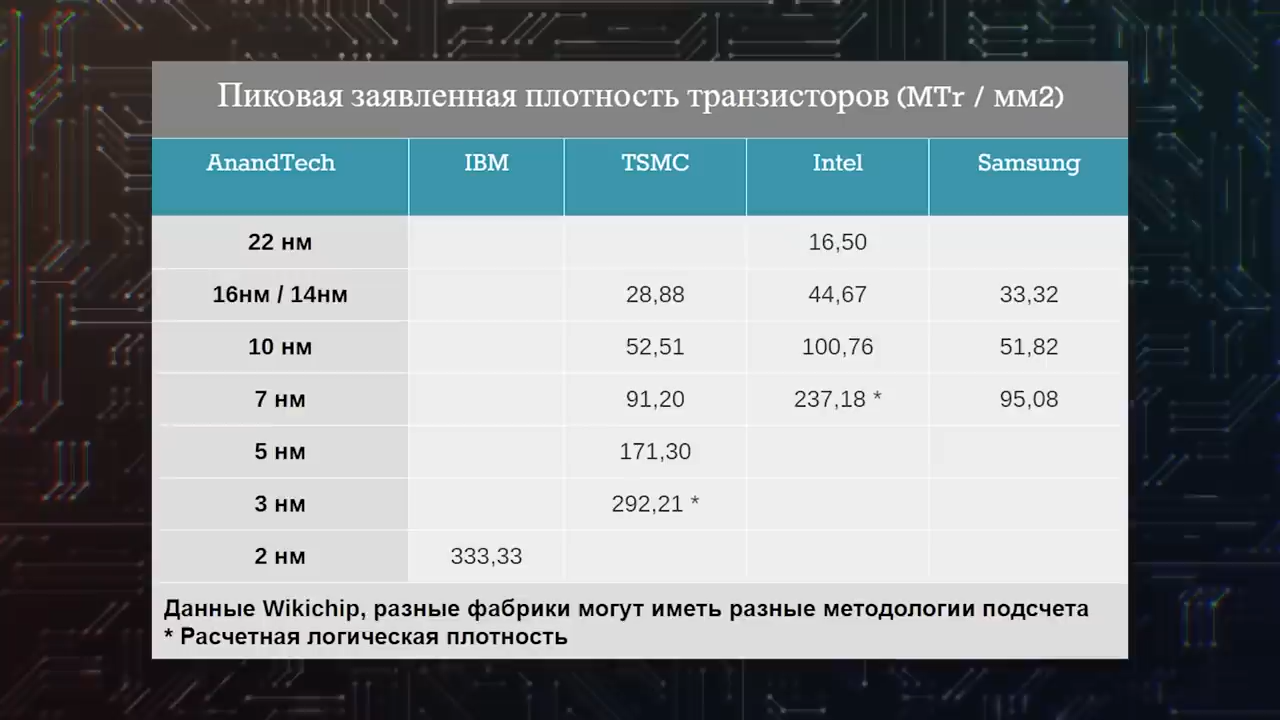 Пиковая заявленная плотность транзисторов (MTr / мм2)
AnandTech IBM TSMC Intel Samsung
22 нм 16,50
16нм / 14нм 28,88 44,67 33,32
10 нм 52,51 100,76 51,82
7 нм 91,20 237,18 * 95,08
5 нм 171,30
3 нм 292,21 *
2 нм 333,33
Данные Wikichip, разные фабрики могут иметь разные методологии подсчета
* Расчетная логическая плотность